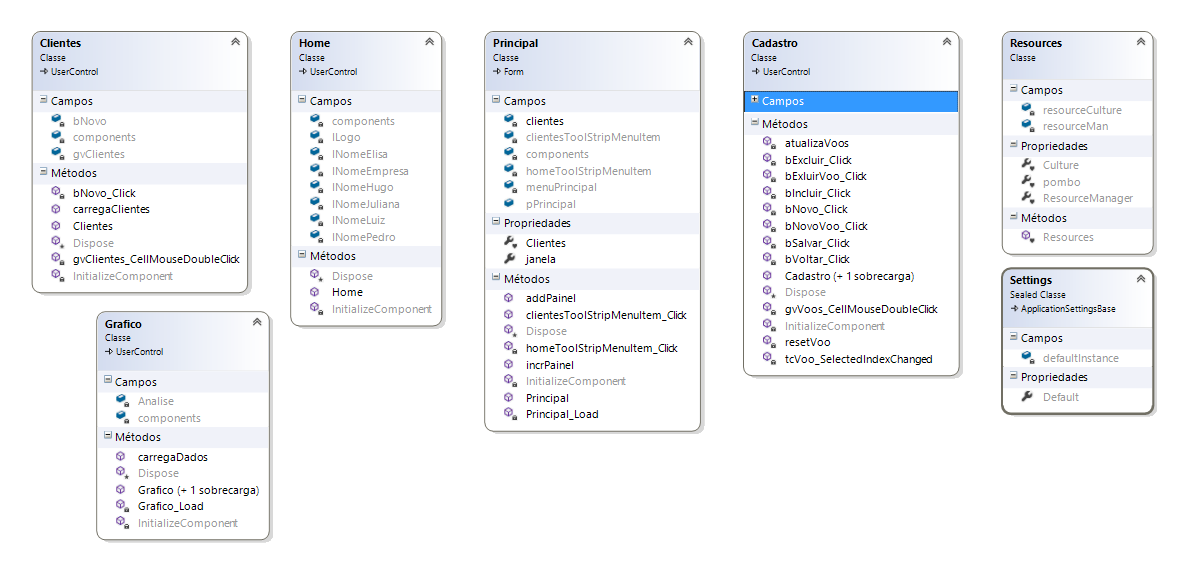 Clientes
Classe
UserControl
Campos
bNovo
components
gvClientes
Métodos
bNovo_Click
carregaClientes
Clientes
Dispose
gvClientes_CellMouseDoubleClick
InitializeComponent
Home
Classe
UserControl
Campos
components
lLogo
lNomeElisa
lNomeEmpresa
lNomeHugo
lNomeJuliana
lNomeLuiz
lNomePedro
Métodos
Dispose
Home
InitializeComponent
Principal
Classe
Form
Campos
clientes
clientesToolStripMenuItem
components
homeToolStripMenuItem
menuPrincipal
pPrincipal
Propriedades
Clientes
janela
Métodos
addPainel
clientesToolStripMenuItem_Click
Dispose
homeToolStripMenuItem_Click
incrPainel
InitializeComponent
Principal
Principal_Load
Cadastro
Classe
UserControl
Campos
Métodos
atualizaVoos
bExcluir_Click
bExluirVoo_Click
bIncluir_Click
bNovo_Click
bNovoVoo_Click
bSalvar_Click
bVoltar_Click
Cadastro (+ 1 sobrecarga)
Dispose
gvVoos_CellMouseDoubleClick
InitializeComponent
resetVoo
tcVoo_SelectedIndexChanged
Resources
Classe
Campos
resourceCulture
resourceMan
Propriedades
Culture
pombo
ResourceManager
Métodos
Resources
Settings
Sealed Classe
ApplicationSettingsBase
Campos
defaultInstance
Propriedades
Default
Grafico
Classe
UserControl
Campos
Analise
components
Métodos
carregaDados
Dispose
Grafico (+ 1 sobrecarga)
Grafico_Load
InitializeComponent